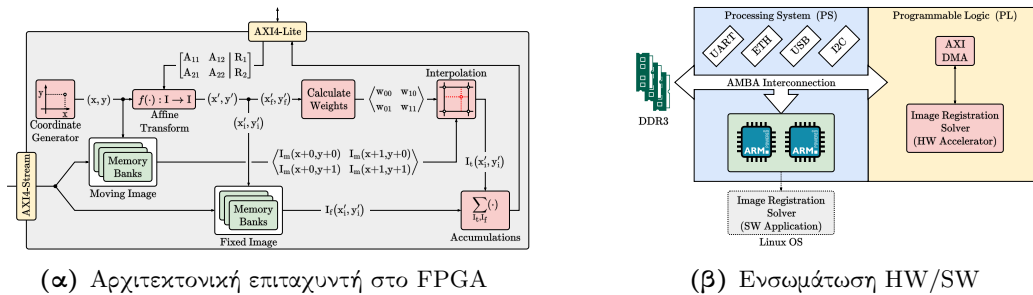 AXI4-Lite
[A11 A12 | R1]
[A21 A22 | R2]
Interpolation
y
x
(x, y)
f(·) : I → I
(x′, y′)
(x′f, y′f)
Calculate
Weights
⟨w00 w10⟩
⟨w01 w11⟩
Coordinate
Generator
Affine
Transform
(x′i, y′i)
AXI4-Stream
Memory
Banks
Moving Image
⟨Im(x+0,y+0) Im(x+1,y+0)⟩
⟨Im(x+0,y+1) Im(x+1,y+1)⟩
It(x′i, y′i)
Memory
Banks
Fixed Image
If(x′i, y′i)
∑(·)
It,If
Accumulations
(α) Αρχιτεκτονική επιταχυντή στο FPGA
Processing System (PS)
Programmable Logic (PL)
UART
ETH
USB
I2C
AXI
DMA
AMBA Interconnection
DDR3
ARM
ARM
Image Registration
Solver
(HW Accelerator)
Image Registration
Solver
(SW Application)
Linux OS
(β) Ενσωμάτωση HW/SW